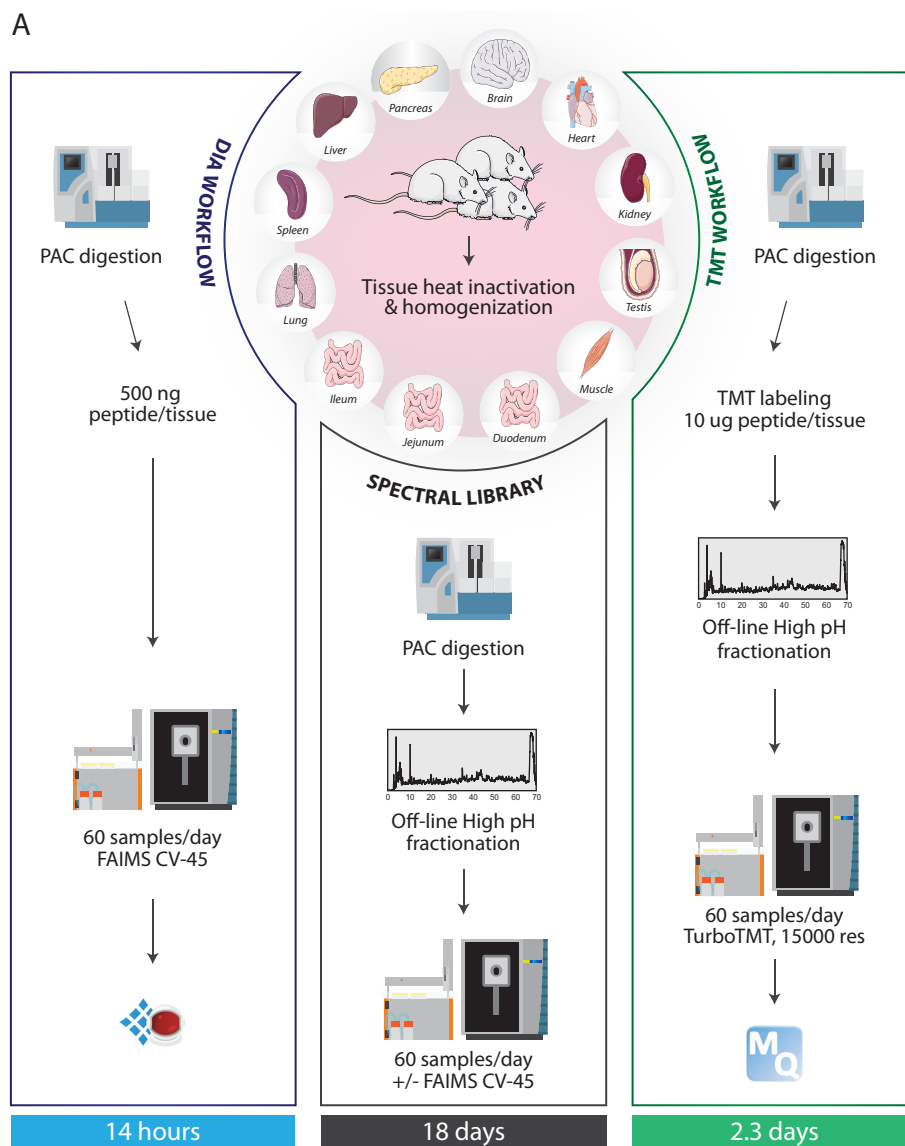 A
DIA WORKFLOW
PAC digestion
500 ng
peptide/tissue
60 samples/day
FAIMS CV-45
14 hours
Pancreas
Brain
Liver
Heart
Spleen
Kidney
Lung
Testis
Ileum
Muscle
Jejunum
Duodenum
Tissue heat inactivation
& homogenization
SPECTRAL LIBRARY
PAC digestion
0 10 20 30 40 50 60 70
Off-line High pH
fractionation
60 samples/day
+/- FAIMS CV-45
18 days
TMT WORKFLOW
PAC digestion
TMT labeling
10 ug peptide/tissue
0 10 20 30 40 50 60 70
Off-line High pH
fractionation
60 samples/day
TurboTMT, 15000 res
M
Q
2.3 days